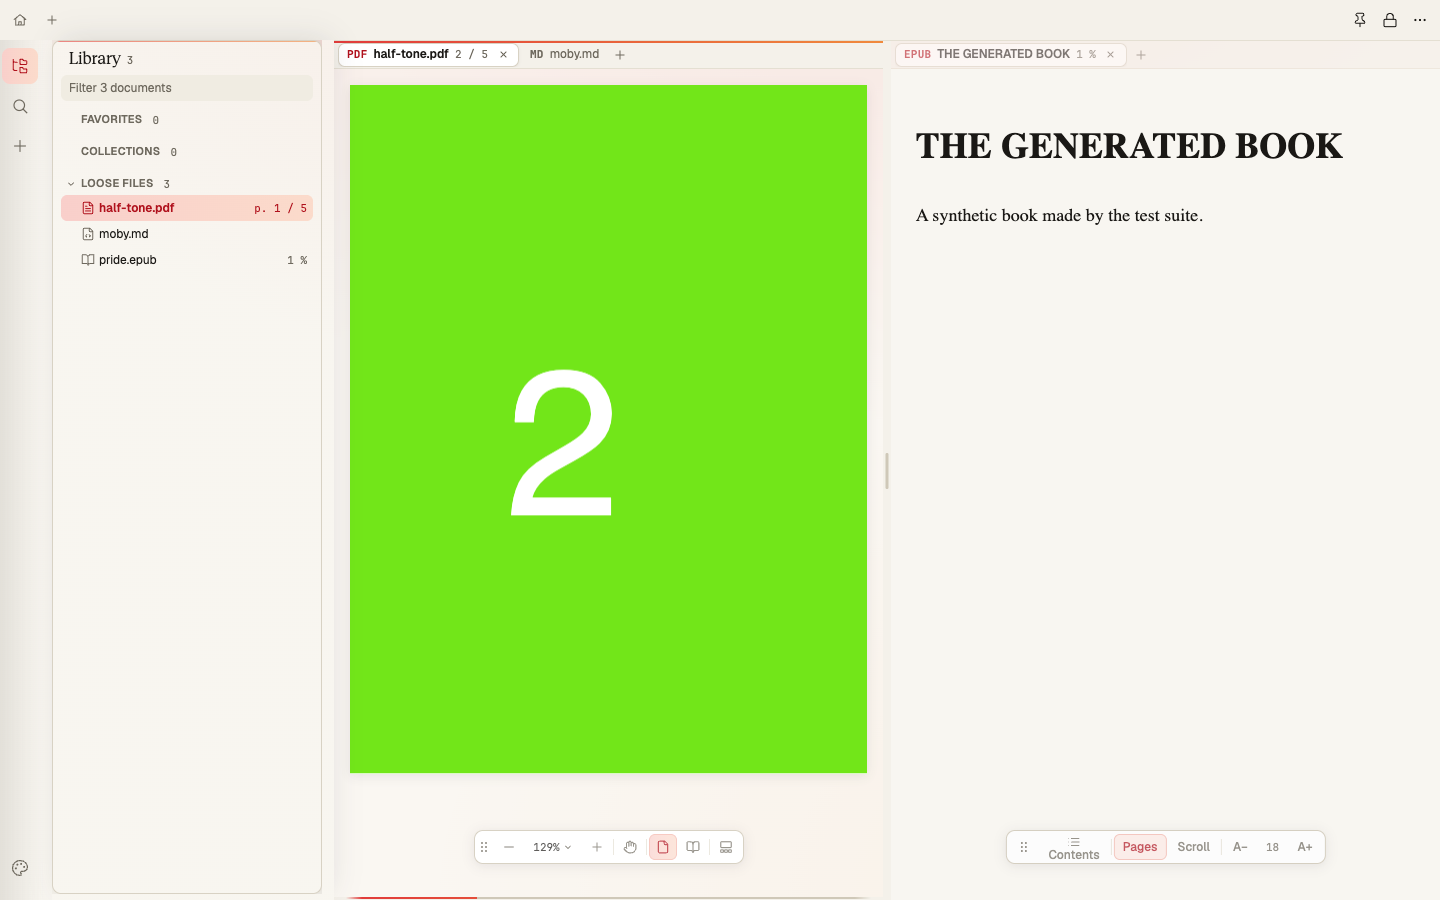 Library 3
Filter 3 documents
FAVORITES 0
COLLECTIONS 0
LOOSE FILES 3
half-tone.pdf p. 1 / 5
moby.md
pride.epub 1 %
PDF half-tone.pdf 2 / 5
MD moby.md
2
129%
EPUB THE GENERATED BOOK 1 %
THE GENERATED BOOK
A synthetic book made by the test suite.
Contents
Pages
Scroll
A− 18 A+